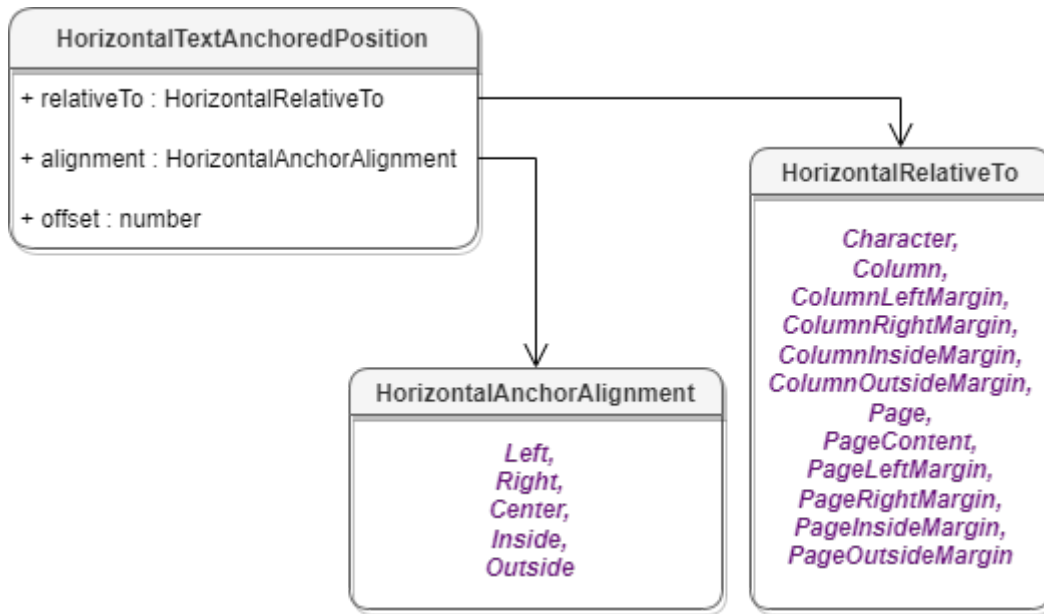 HorizontalTextAnchoredPosition
+ relativeTo : HorizontalRelativeTo
+ alignment : HorizontalAnchorAlignment
+ offset : number
HorizontalRelativeTo
Character,
Column,
ColumnLeftMargin,
ColumnRightMargin,
ColumnInsideMargin,
ColumnOutsideMargin,
Page,
PageContent,
PageLeftMargin,
PageRightMargin,
PageInsideMargin,
PageOutsideMargin
HorizontalAnchorAlignment
Left,
Right,
Center,
Inside,
Outside